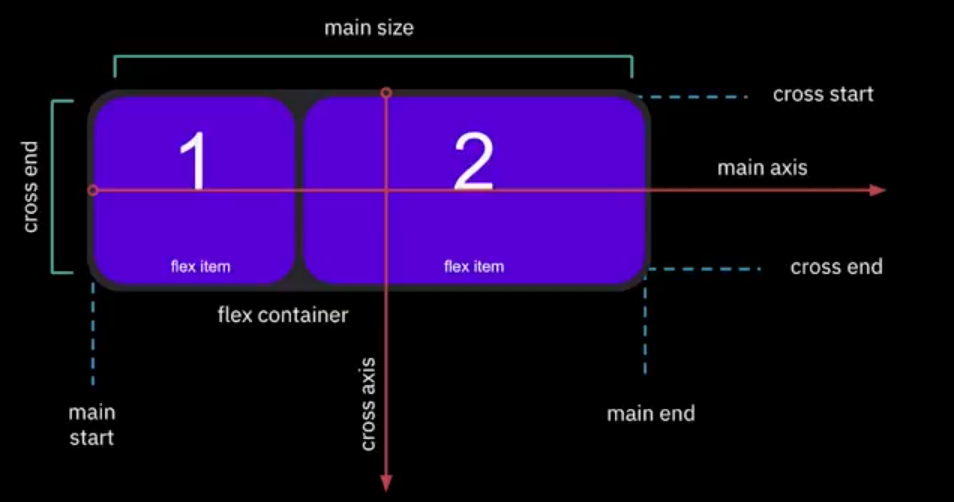 main size
cross start
cross end
1
2
main axis
flex item
flex item
cross end
flex container
cross axis
main
start
main end